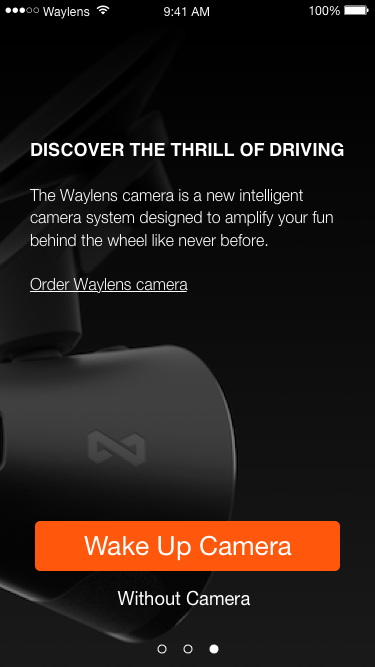 Waylens 9:41 AM 100%
DISCOVER THE THRILL OF DRIVING
The Waylens camera is a new intelligent
camera system designed to amplify your fun
behind the wheel like never before.
Order Waylens camera
Wake Up Camera
Without Camera